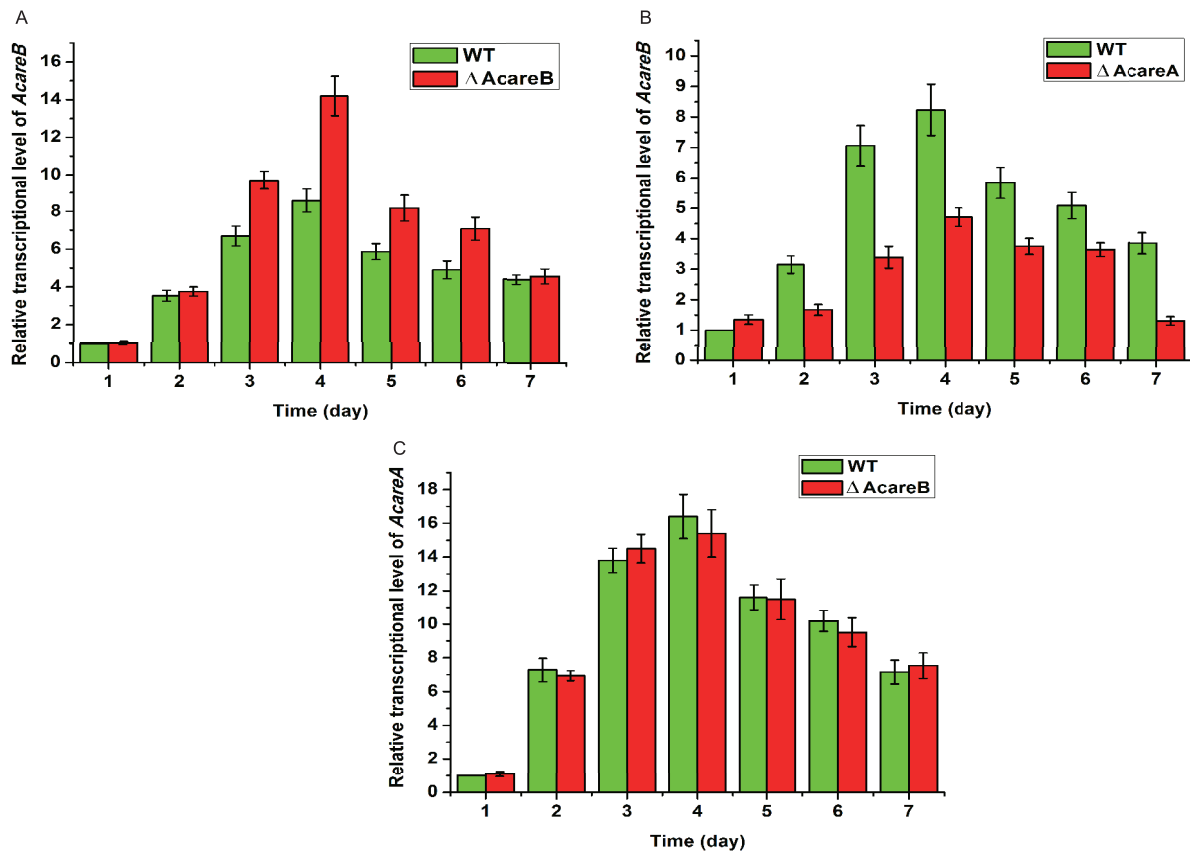 A
Relative transcriptional level of AcareB
16
14
12
10
8
6
4
2
0
WT
Δ AcareB
1 2 3 4 5 6 7
Time (day)
B
Relative transcriptional level of AcareB
10
9
8
7
6
5
4
3
2
1
0
WT
Δ AcareA
1 2 3 4 5 6 7
Time (day)
C
Relative transcriptional level of AcareA
18
16
14
12
10
8
6
4
2
0
WT
Δ AcareB
1 2 3 4 5 6 7
Time (day)